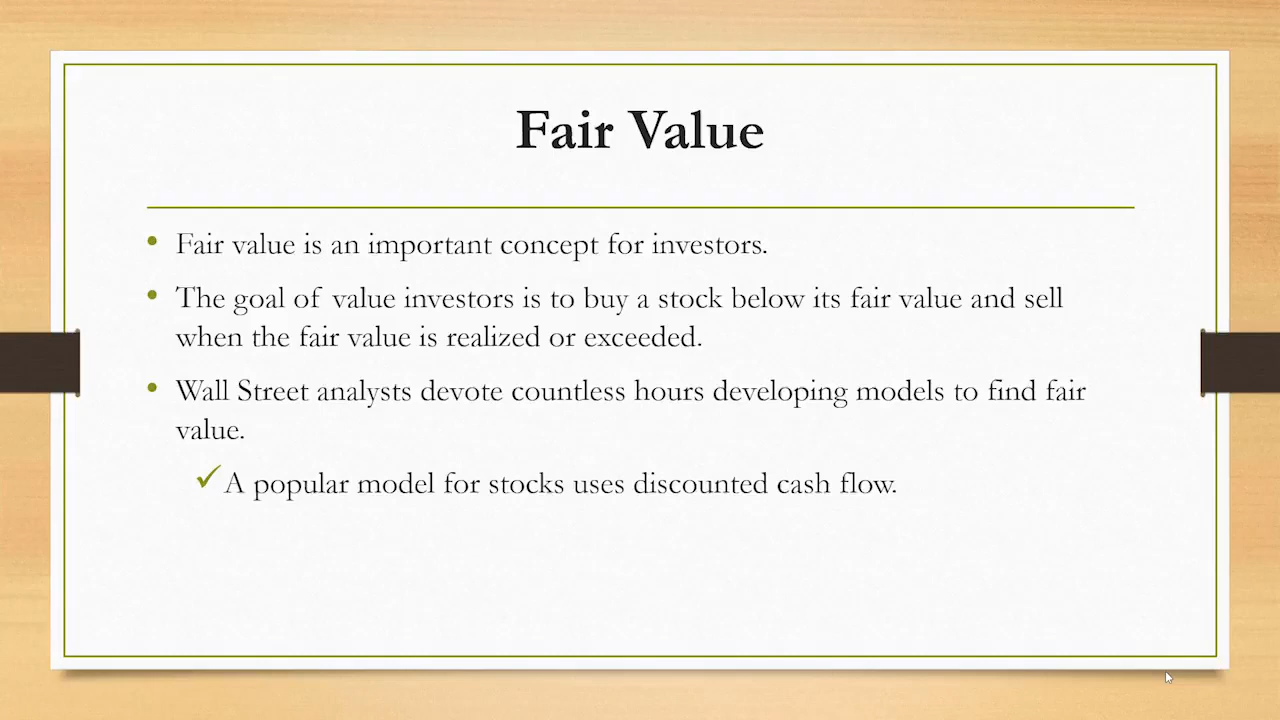 Fair Value
• Fair value is an important concept for investors.
• The goal of value investors is to buy a stock below its fair value and sell
when the fair value is realized or exceeded.
• Wall Street analysts devote countless hours developing models to find fair
value.
✓A popular model for stocks uses discounted cash flow.